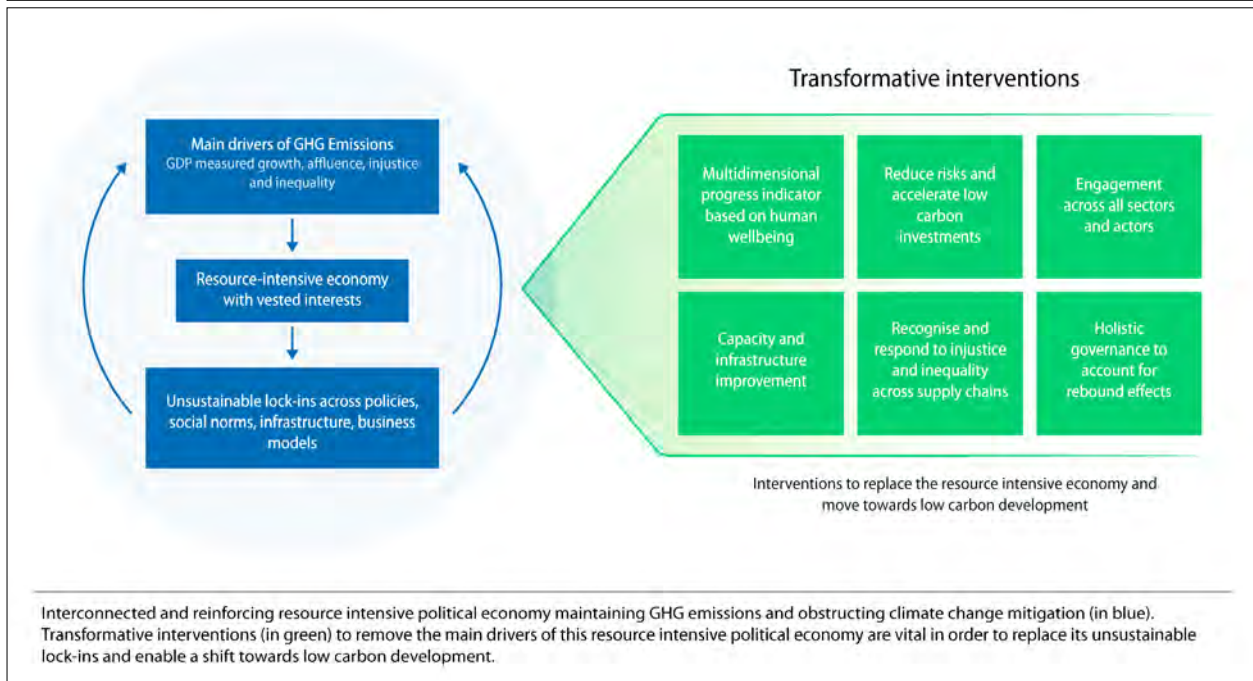 Transformative interventions
Main drivers of GHG Emissions
GDP measured growth, affluence, injustice
and inequality
Resource-intensive economy
with vested interests
Unsustainable lock-ins across policies,
social norms, infrastructure, business
models
Multidimensional
progress indicator
based on human
wellbeing
Reduce risks and
accelerate low
carbon
investments
Engagement
across all sectors
and actors
Capacity and
infrastructure
improvement
Recognise and
respond to injustice
and inequality
across supply chains
Holistic
governance to
account for
rebound effects
Interventions to replace the resource intensive economy and
move towards low carbon development
Interconnected and reinforcing resource intensive political economy maintaining GHG emissions and obstructing climate change mitigation (in blue).
Transformative interventions (in green) to remove the main drivers of this resource intensive political economy are vital in order to replace its unsustainable
lock-ins and enable a shift towards low carbon development.